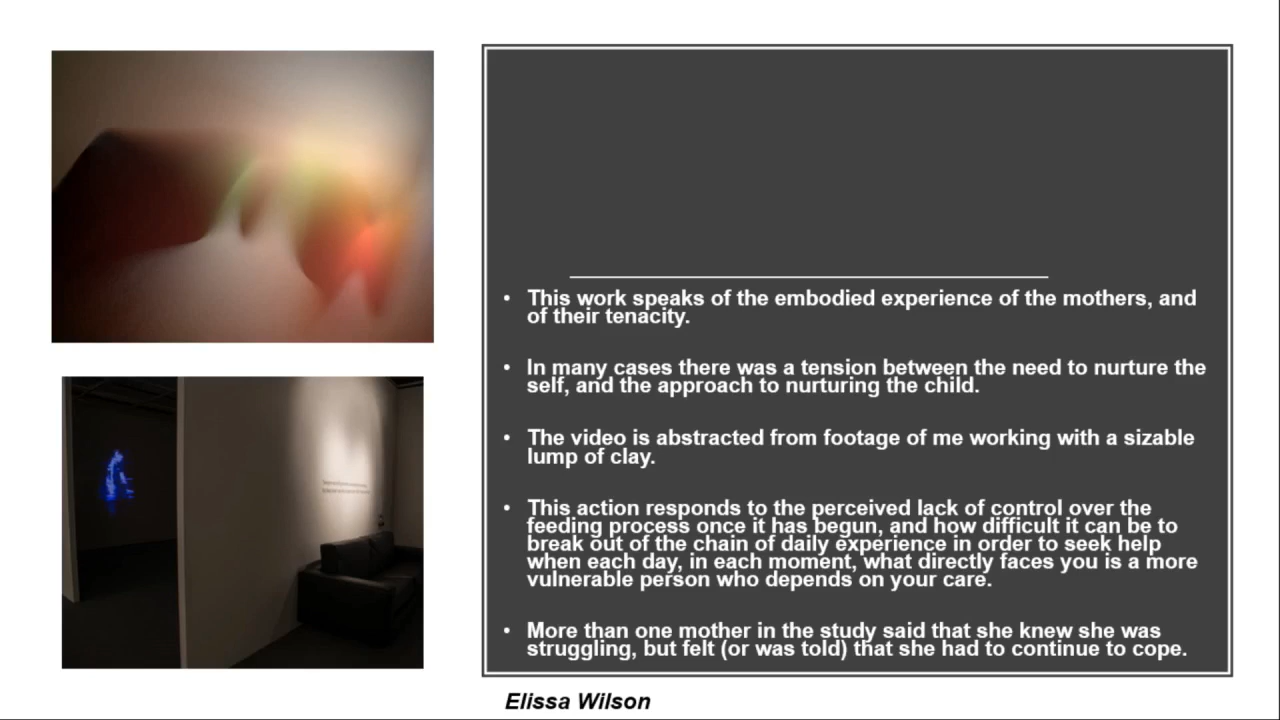 • This work speaks of the embodied experience of the mothers, and
of their tenacity.
• In many cases there was a tension between the need to nurture the
self, and the approach to nurturing the child.
• The video is abstracted from footage of me working with a sizable
lump of clay.
• This action responds to the perceived lack of control over the
feeding process once it has begun, and how difficult it can be to
break out of the chain of daily experience in order to seek help
when each day, in each moment, what directly faces you is a more
vulnerable person who depends on your care.
• More than one mother in the study said that she knew she was
struggling, but felt (or was told) that she had to continue to cope.
Elissa Wilson